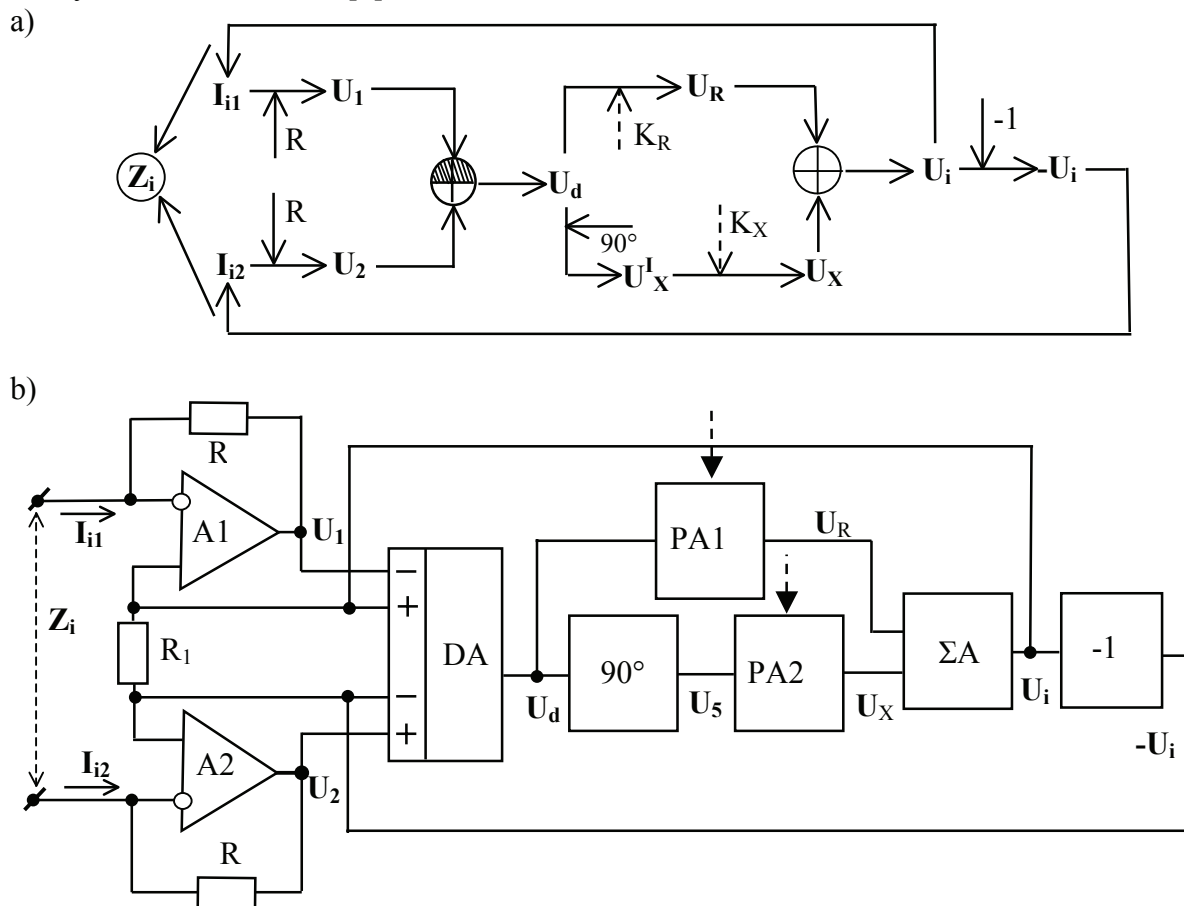 a)
I_i1 U_1 U_R -1
R K_R
Z_i U_d U_i -U_i
R K_X
90°
I_i2 U_2 U^I_X U_X
b)
R
A1 PA1 U_R
I_i1 U_1
Z_i R_1 DA 90° PA2 ΣA -1
U_d U_5 U_X U_i
-U_i
A2
I_i2 U_2
R